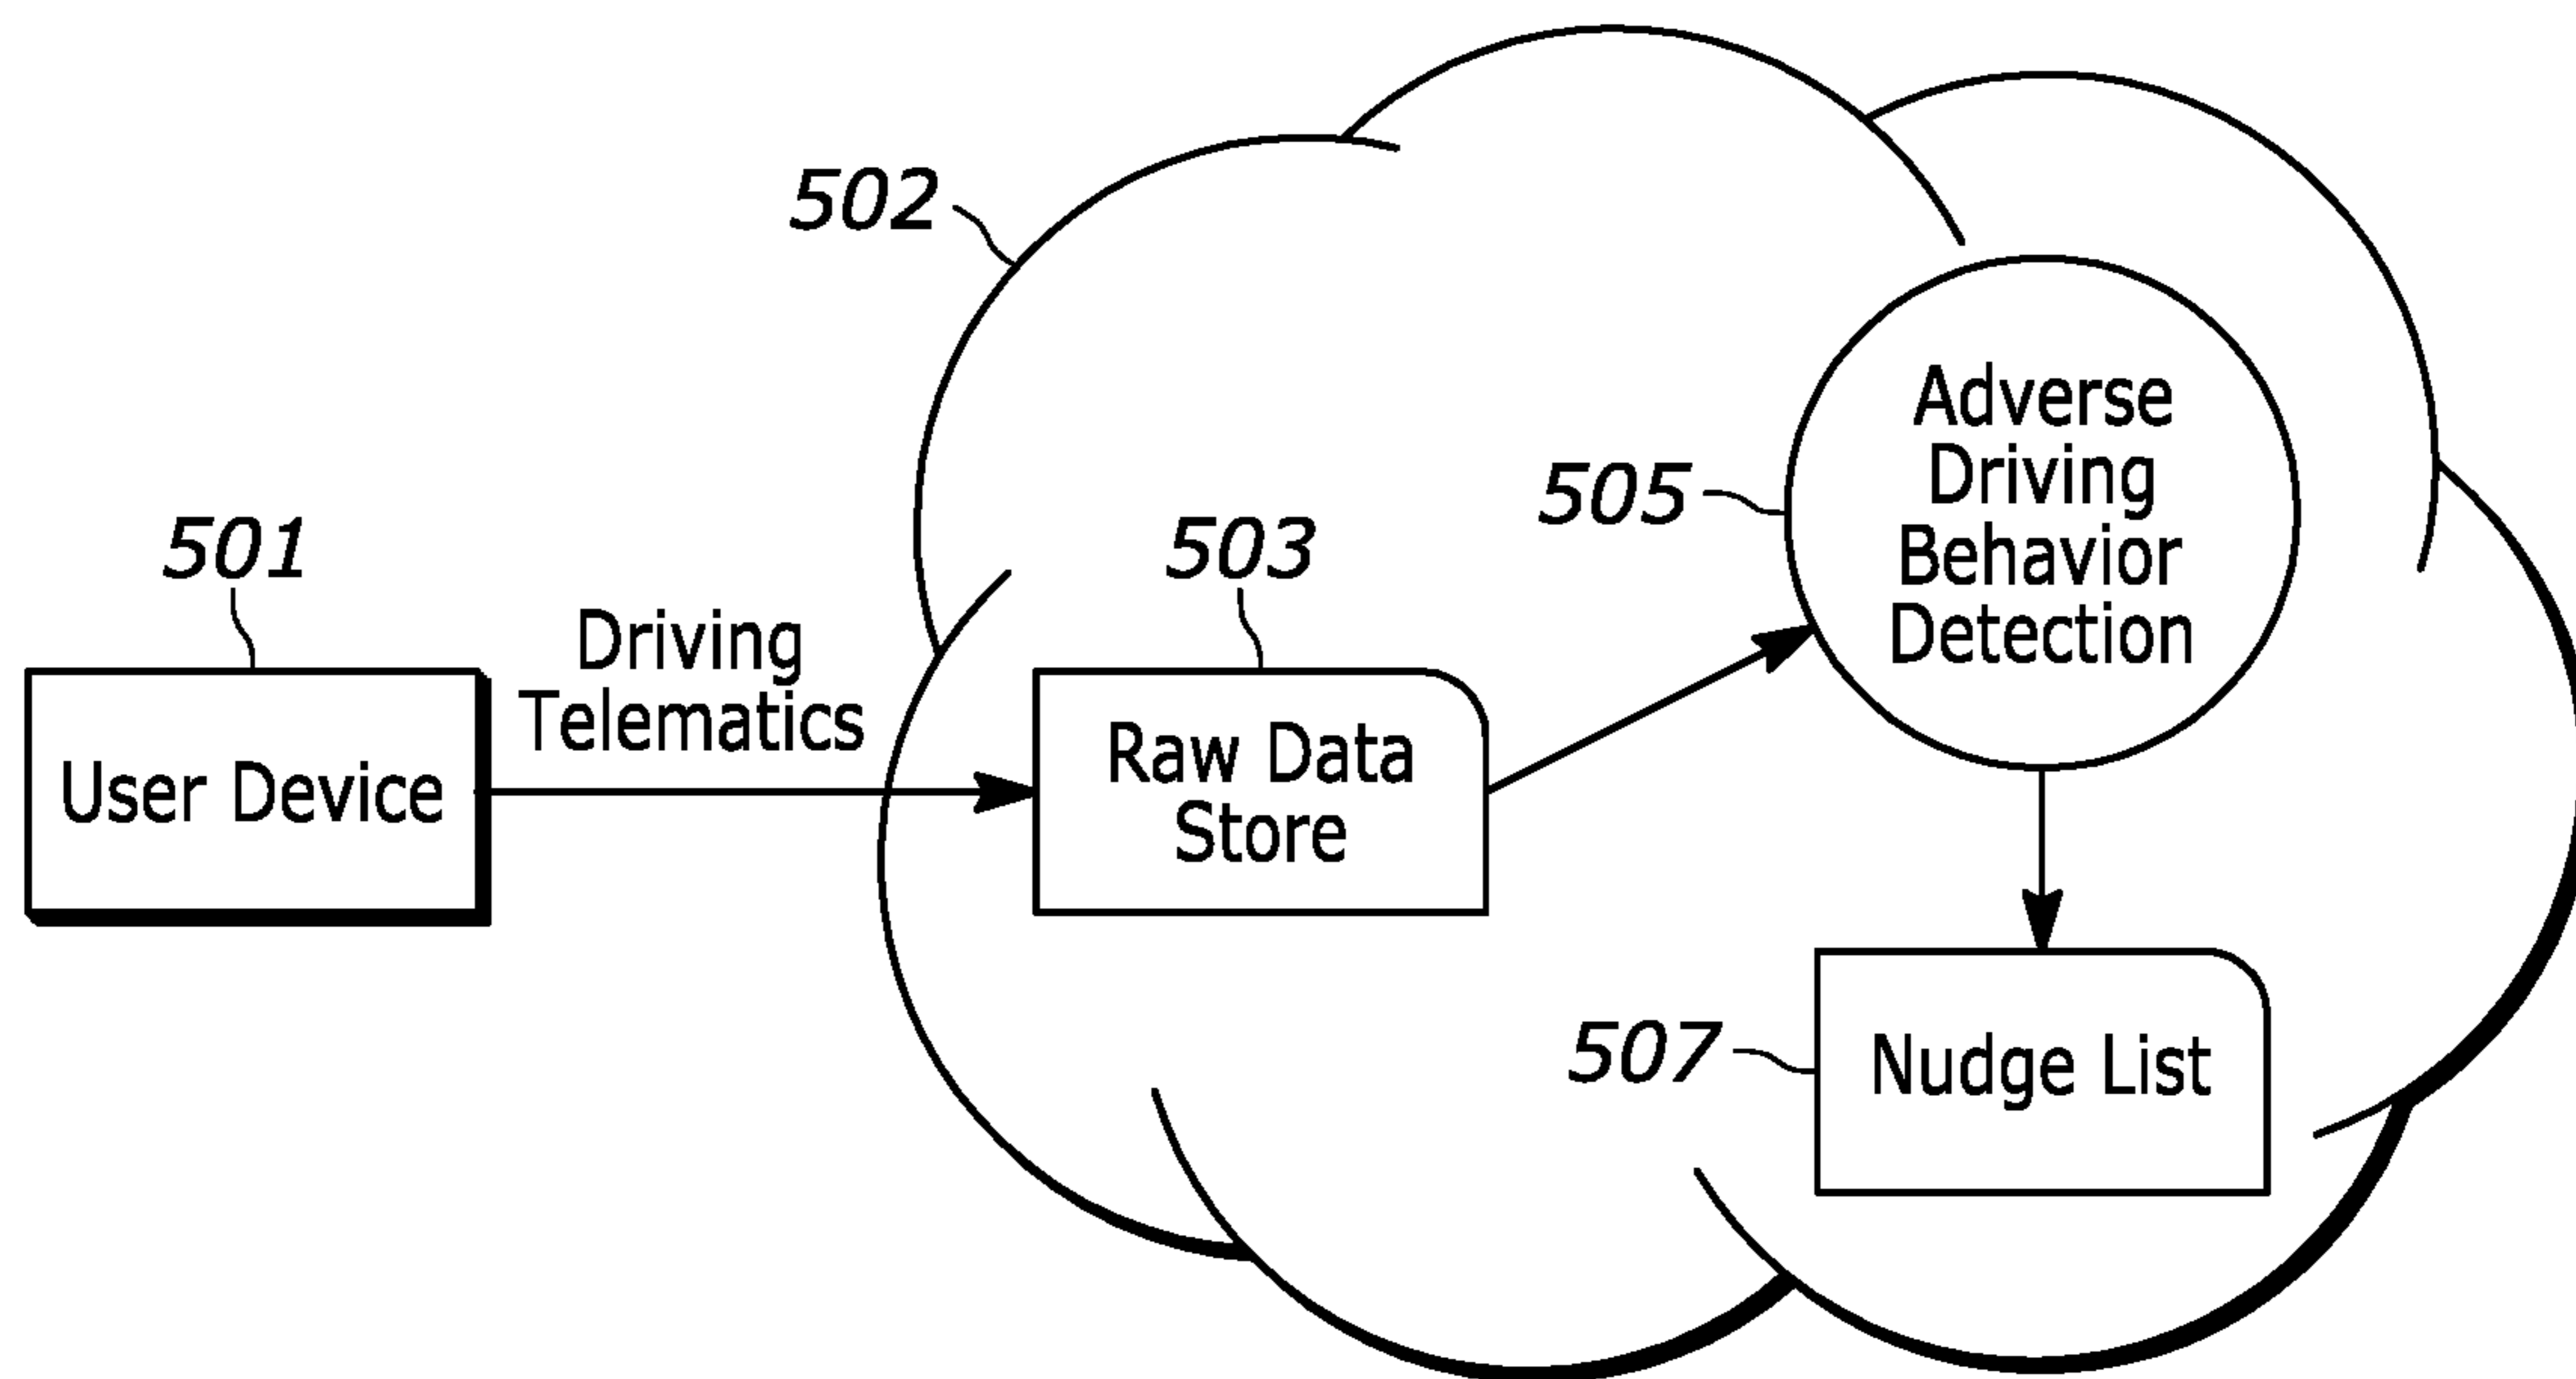 502
501
Driving
Telematics
User Device
503
Raw Data
Store
505
Adverse
Driving
Behavior
Detection
507
Nudge List